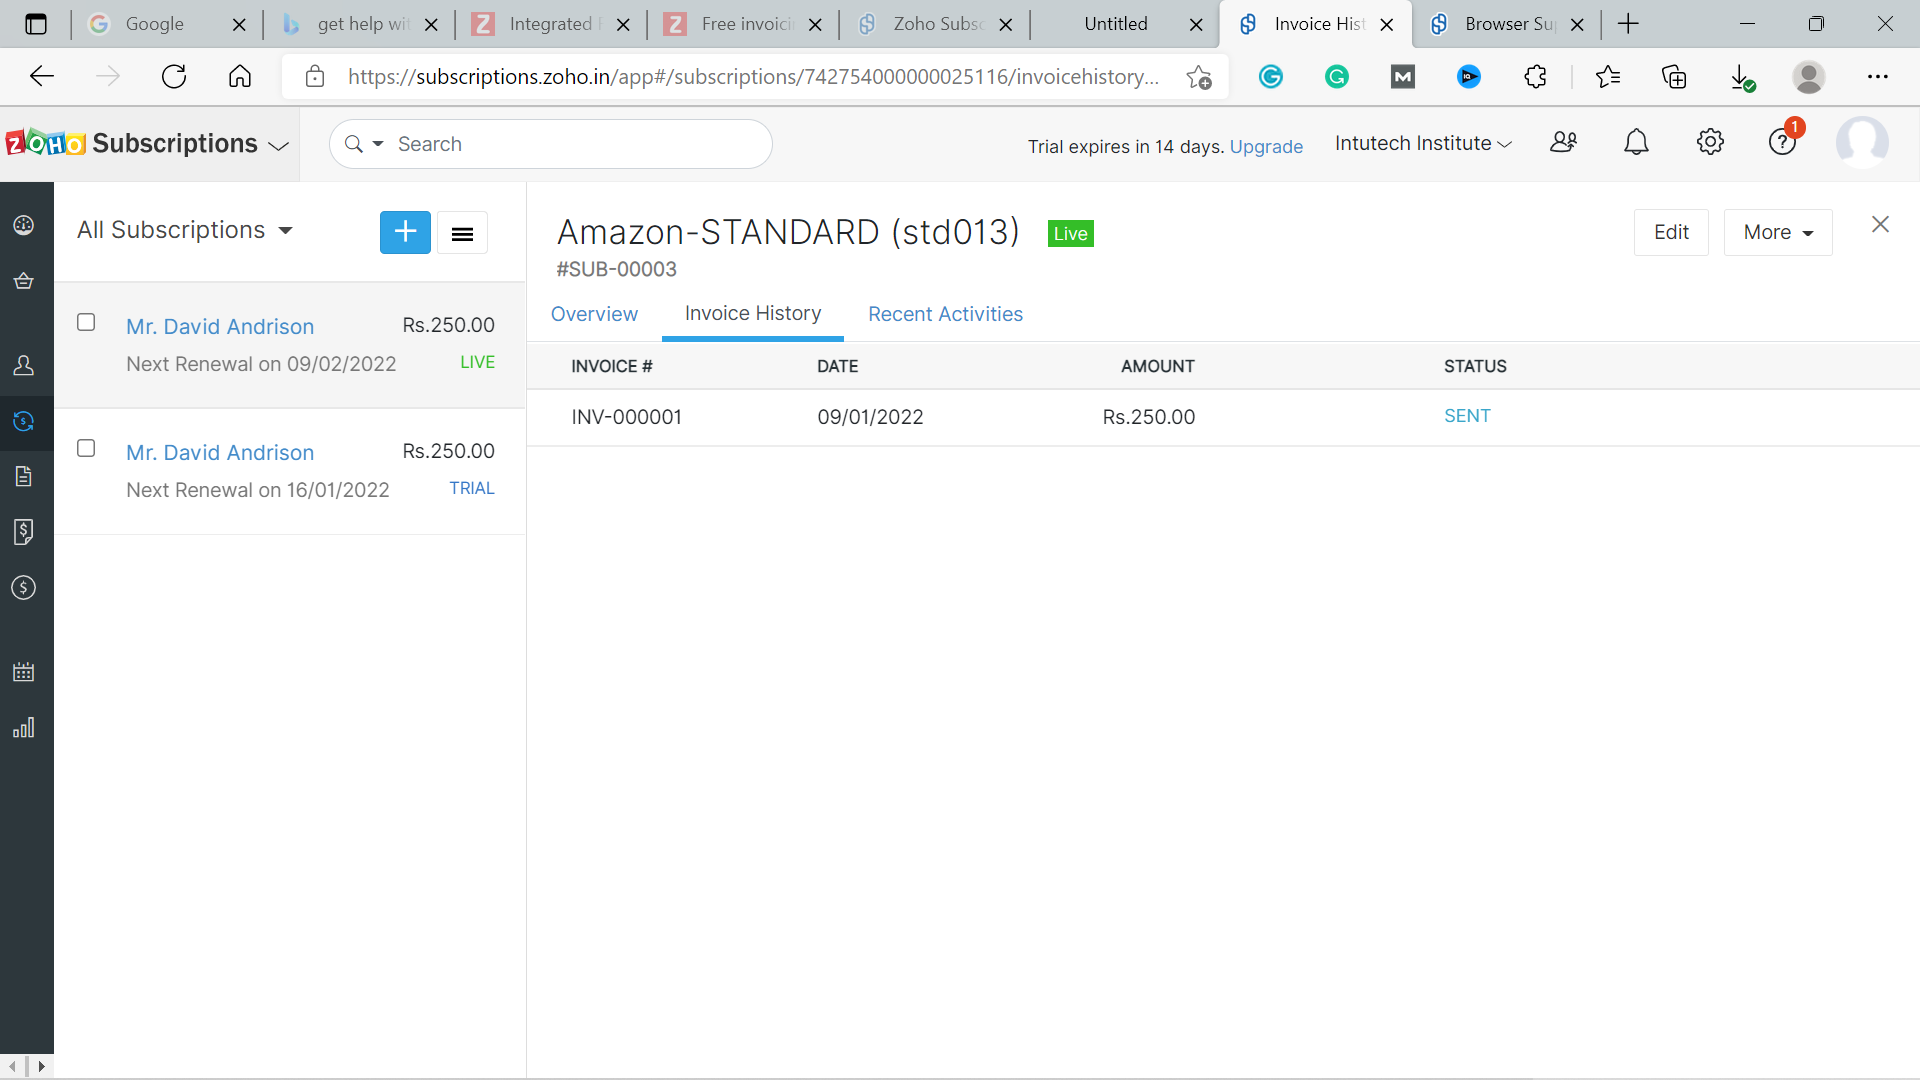 Google
get help wit
Integrated F
Free invoici
Zoho Subsc
Untitled
Invoice Hist
Browser Sup
https://subscriptions.zoho.in/app#/subscriptions/742754000000025116/invoicehistory...
ZOHO Subscriptions
Search
Trial expires in 14 days. Upgrade
Intutech Institute
1
All Subscriptions
Mr. David Andrison
Rs.250.00
Next Renewal on 09/02/2022
LIVE
Mr. David Andrison
Rs.250.00
Next Renewal on 16/01/2022
TRIAL
Amazon-STANDARD (std013)
Live
Edit
More
#SUB-00003
Overview
Invoice History
Recent Activities
INVOICE # DATE AMOUNT STATUS
INV-000001 09/01/2022 Rs.250.00 SENT